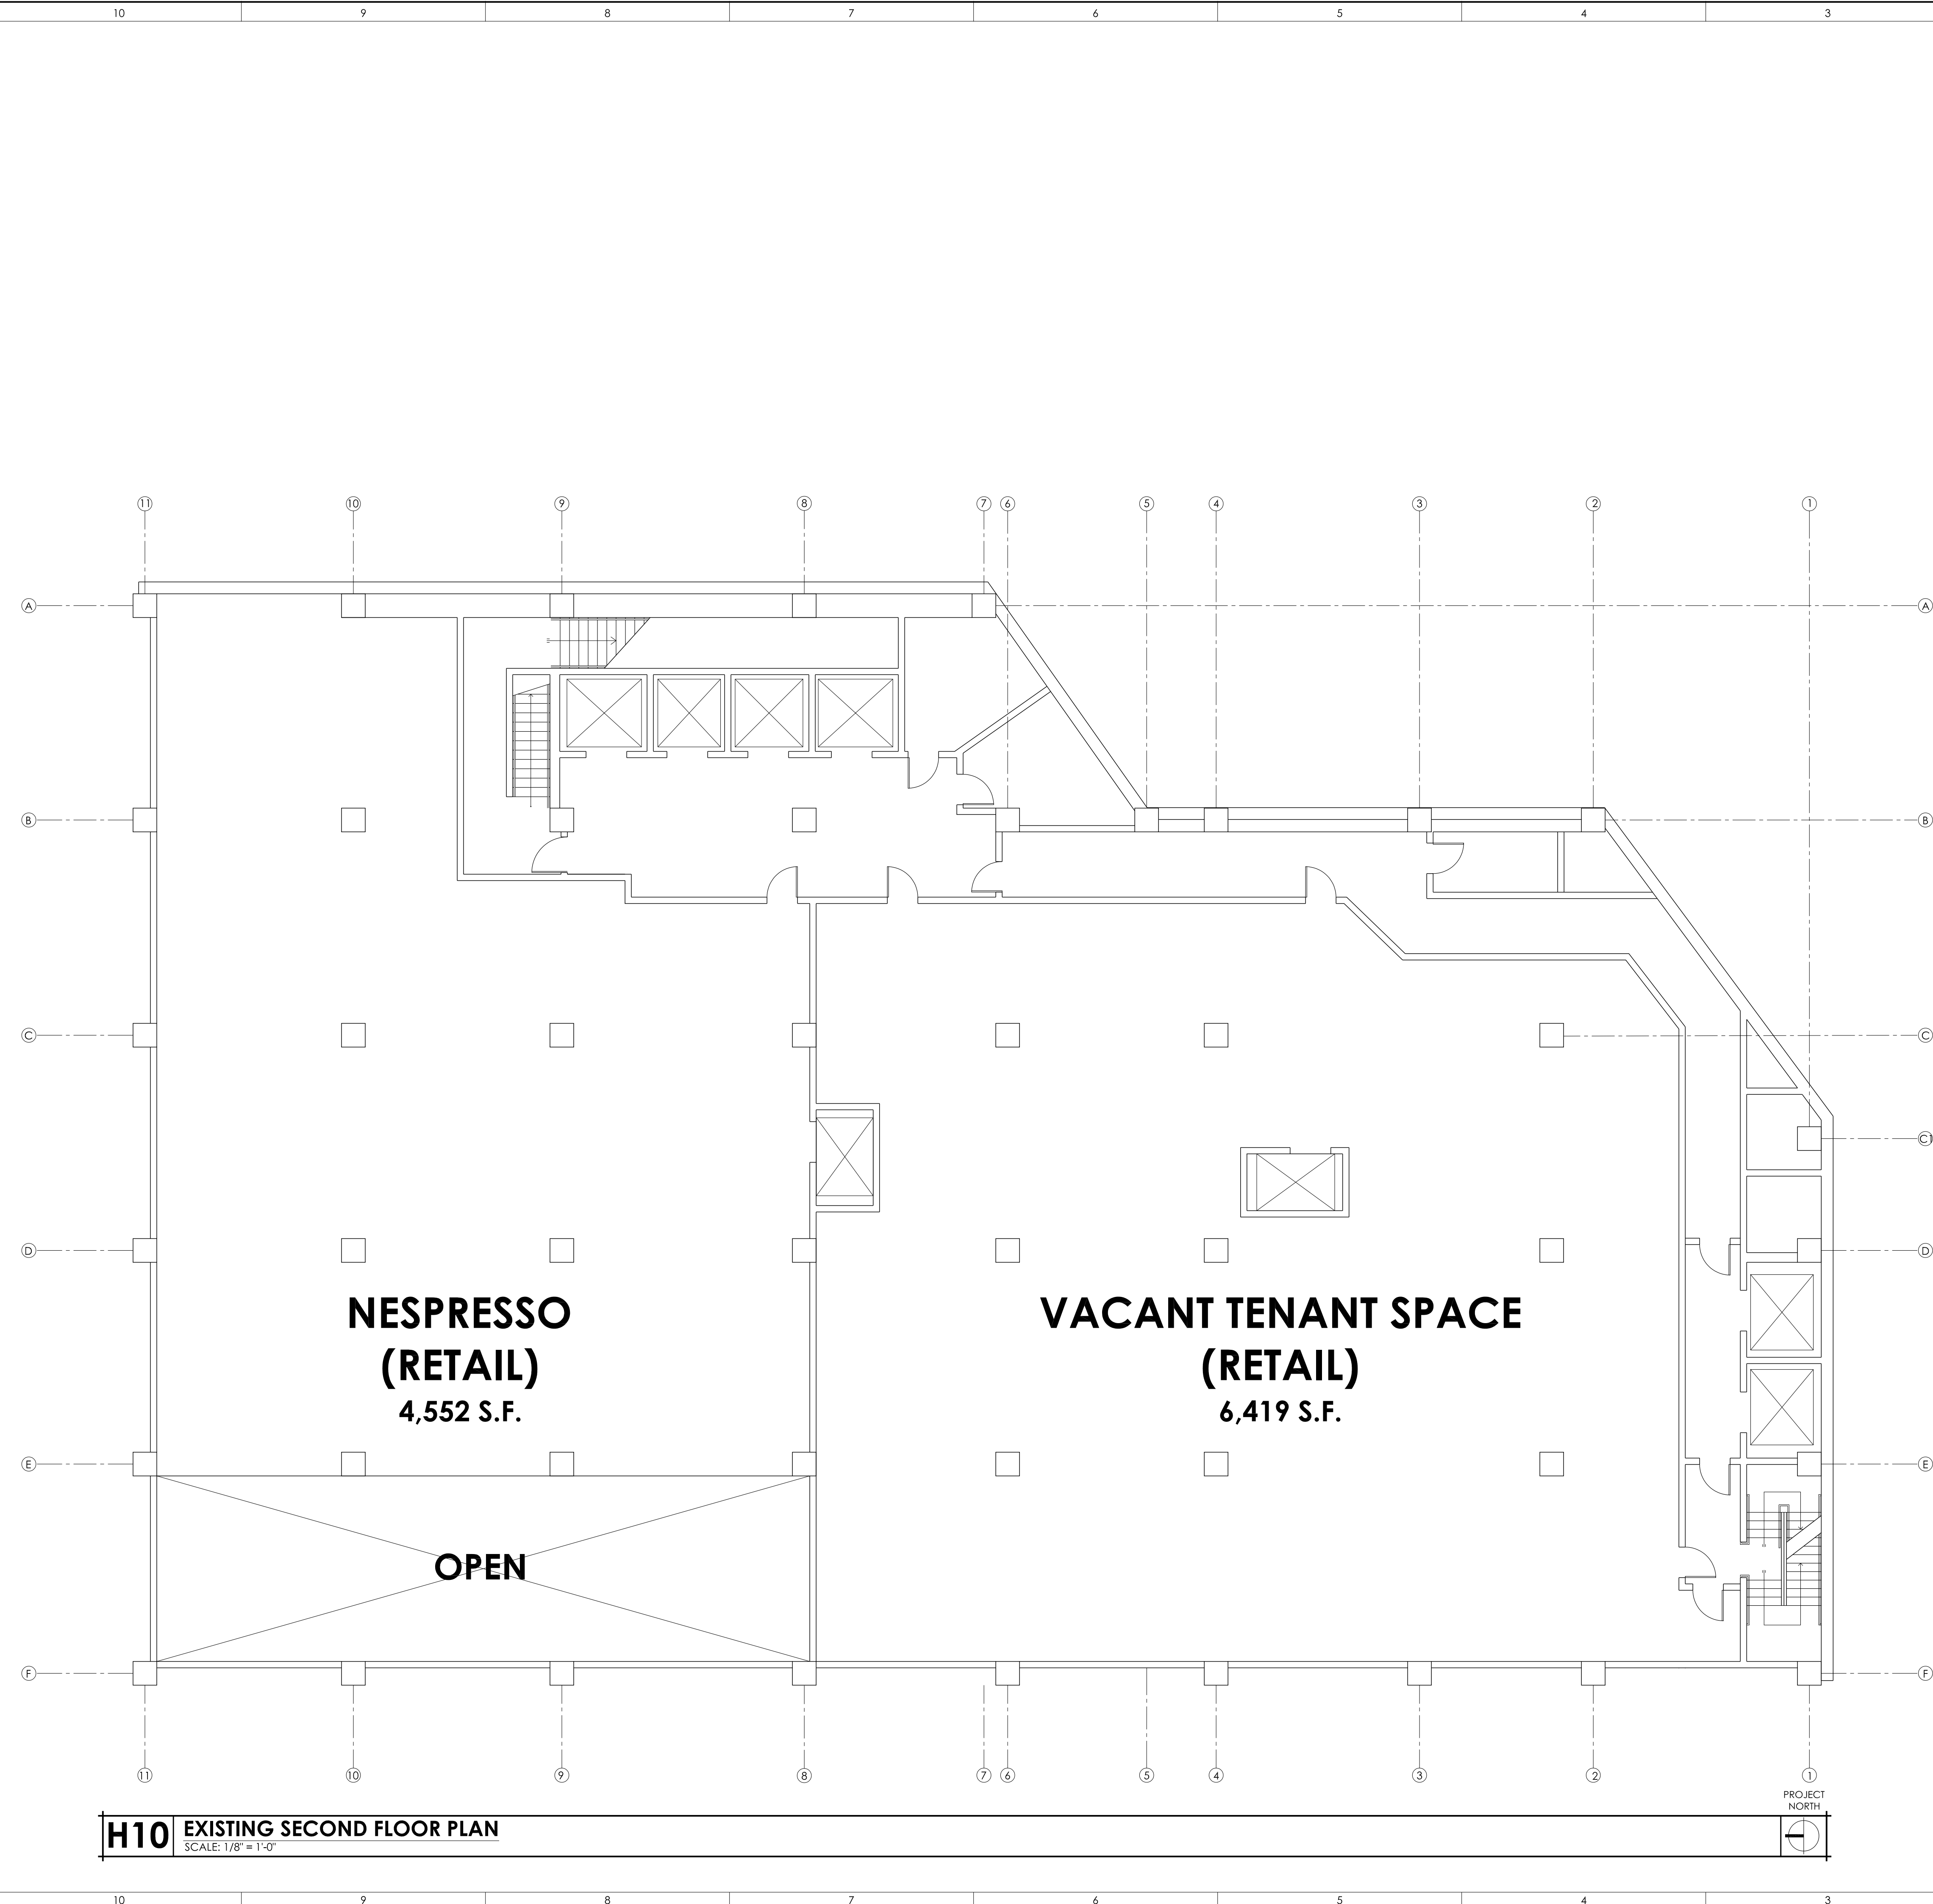 10 9 8 7 6 5 4 3
11 10 9 8 7 6 5 4 3 2 1
A A
B B
C C
C1
D D
NESPRESSO
(RETAIL)
4,552 S.F.
VACANT TENANT SPACE
(RETAIL)
6,419 S.F.
E E
OPEN
F F
11 10 9 8 7 6 5 4 3 2 1
PROJECT
NORTH
H10
EXISTING SECOND FLOOR PLAN
SCALE: 1/8" = 1'-0"
10 9 8 7 6 5 4 3